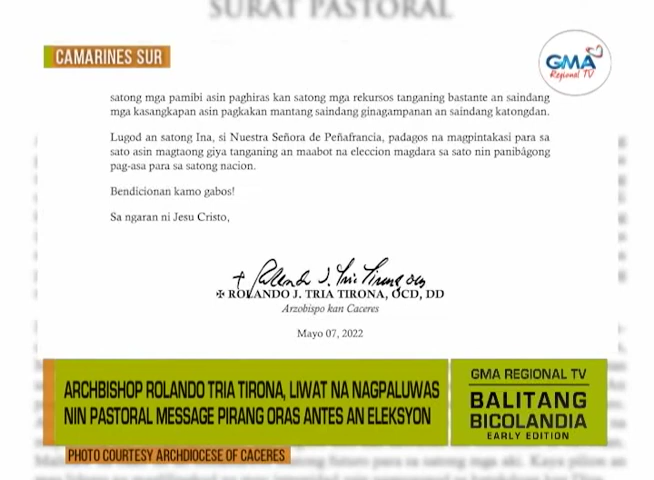 SURAT PASTORAL
CAMARINES SUR
GMA
Regional TV
satong mga pamibi asin paghiras kan satong mga rekursos tanganing bastante an saindang
mga kasangkapan asin pagkakan mantang saindang ginagampanan an saindang katongdan.
Lugod an satong Ina, si Nuestra Señora de Peñafrancia, padagos na magpintakasi para sa
sato asin magtaong giya tanganing an maabot na eleccion magdara sa sato nin panibágong
pag-asa para sa satong nacion.
Bendicionan kamo gabos!
Sa ngaran ni Jesu Cristo,
✠ ROLANDO J. TRIA TIRONA, OCD, DD
Arzobispo kan Caceres
Mayo 07, 2022
ARCHBISHOP ROLANDO TRIA TIRONA, LIWAT NA NAGPALUWAS
NIN PASTORAL MESSAGE PIRANG ORAS ANTES AN ELEKSYON
GMA REGIONAL TV
BALITANG
BICOLANDIA
EARLY EDITION
PHOTO COURTESY ARCHDIOCESE OF CACERES